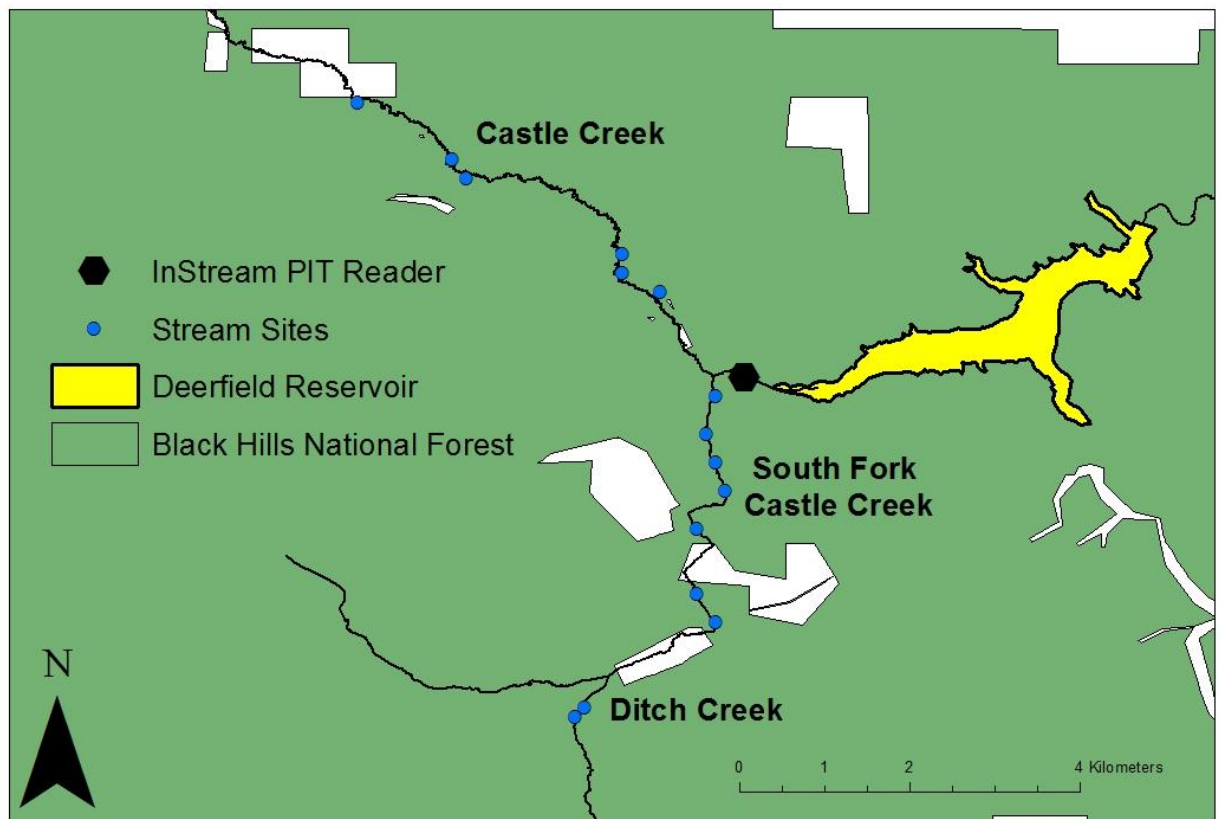 Castle Creek
InStream PIT Reader
Stream Sites
Deerfield Reservoir
Black Hills National Forest
South Fork
Castle Creek
N
Ditch Creek
0 1 2 4 Kilometers